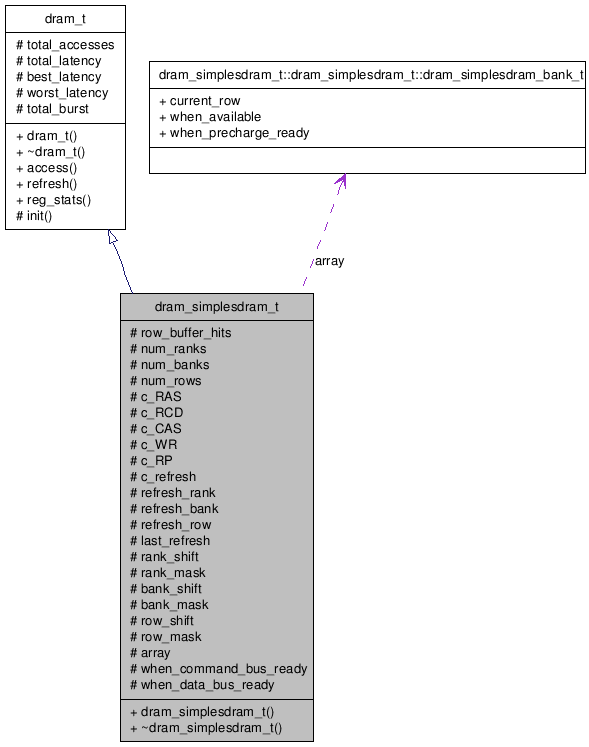 dram_t
# total_accesses
# total_latency
# best_latency
# worst_latency
# total_burst
+ dram_t()
+ ~dram_t()
+ access()
+ refresh()
+ reg_stats()
# init()
dram_simplesdram_t::dram_simplesdram_t::dram_simplesdram_bank_t
+ current_row
+ when_available
+ when_precharge_ready
array
dram_simplesdram_t
# row_buffer_hits
# num_ranks
# num_banks
# num_rows
# c_RAS
# c_RCD
# c_CAS
# c_WR
# c_RP
# c_refresh
# refresh_rank
# refresh_bank
# refresh_row
# last_refresh
# rank_shift
# rank_mask
# bank_shift
# bank_mask
# row_shift
# row_mask
# array
# when_command_bus_ready
# when_data_bus_ready
+ dram_simplesdram_t()
+ ~dram_simplesdram_t()